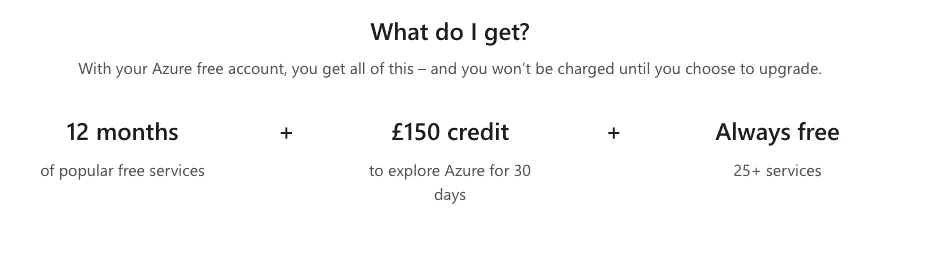 What do I get?
With your Azure free account, you get all of this – and you won't be charged until you choose to upgrade.
12 months + £150 credit + Always free
of popular free services to explore Azure for 30 25+ services
days